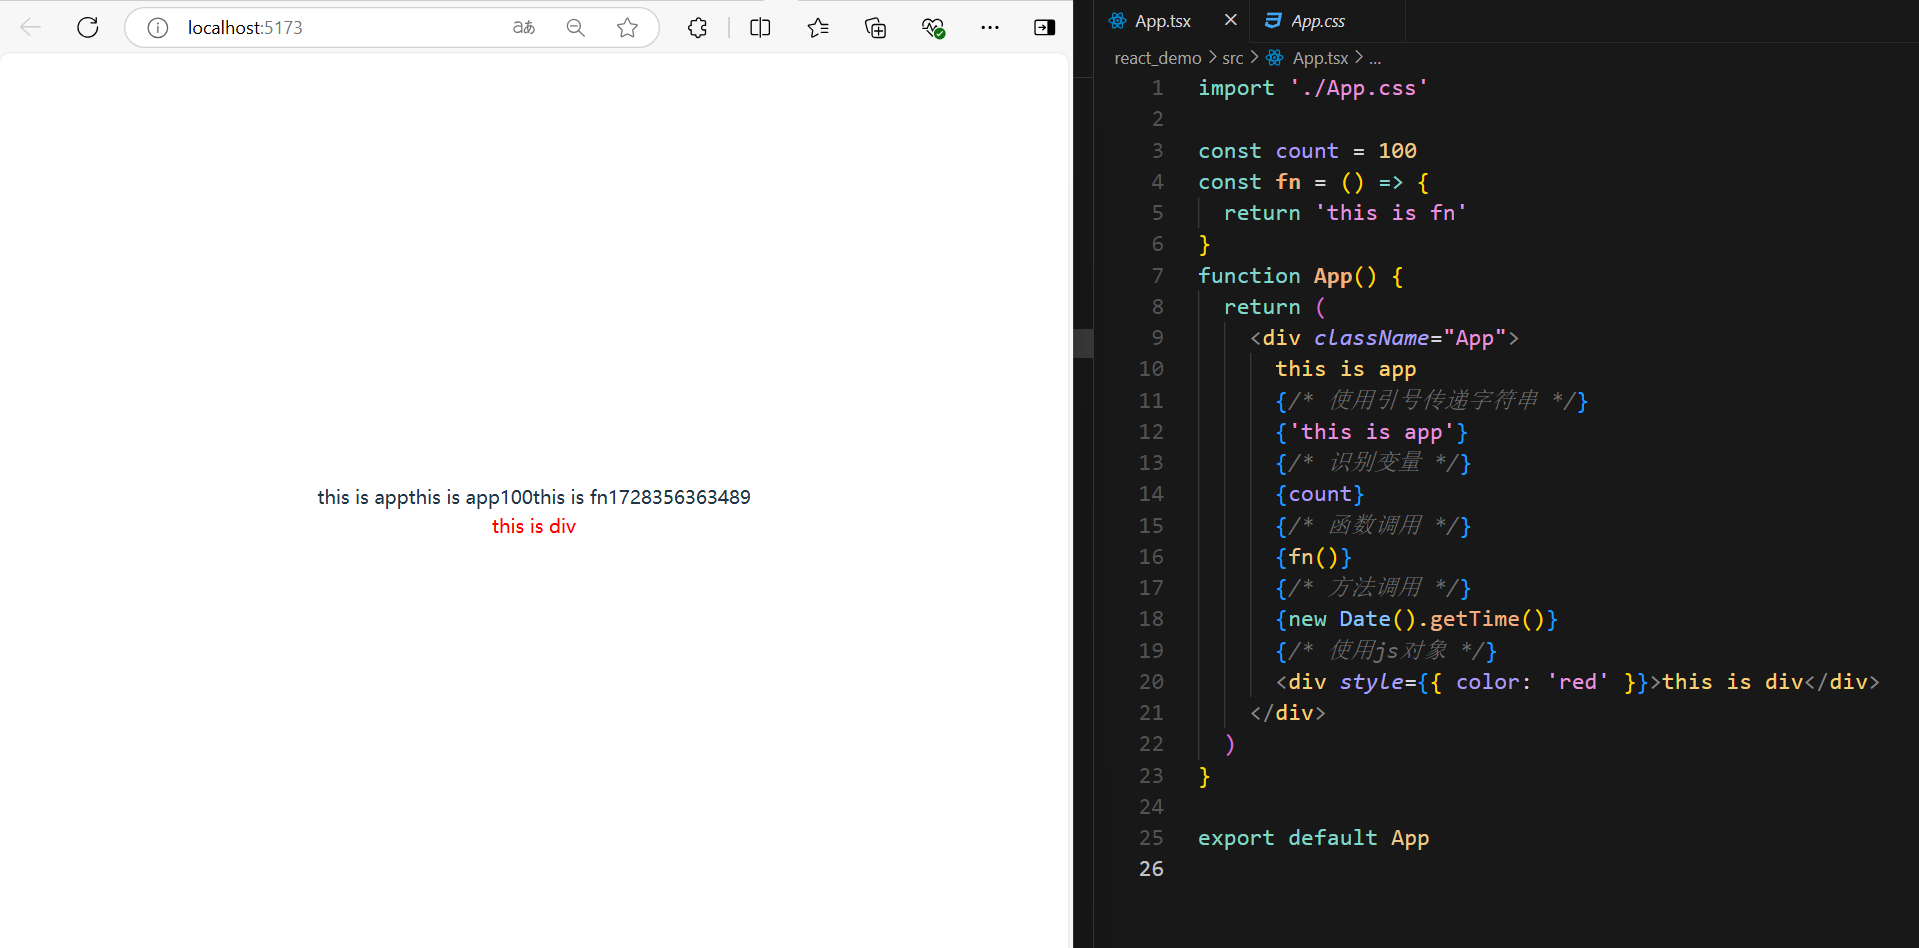 localhost:5173
aあ
this is appthis is app100this is fn1728356363489
this is div
App.tsx
App.css
react_demo > src > App.tsx > ...
1 import './App.css'
2
3 const count = 100
4 const fn = () => {
5 return 'this is fn'
6 }
7 function App() {
8 return (
9 <div className="App">
10 this is app
11 {/* 使用引号传递字符串 */}
12 {'this is app'}
13 {/* 识别变量 */}
14 {count}
15 {/* 函数调用 */}
16 {fn()}
17 {/* 方法调用 */}
18 {new Date().getTime()}
19 {/* 使用js对象 */}
20 <div style={{ color: 'red' }}>this is div</div>
21 </div>
22 )
23 }
24
25 export default App
26